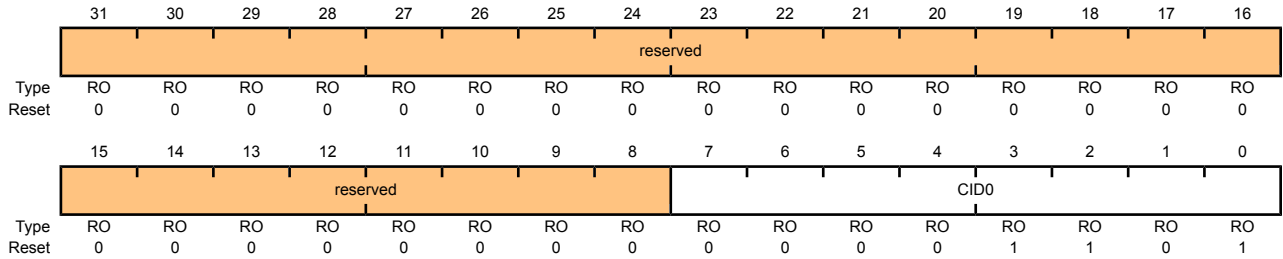 31 30 29 28 27 26 25 24 23 22 21 20 19 18 17 16
reserved
Type RO RO RO RO RO RO RO RO RO RO RO RO RO RO RO RO
Reset 0 0 0 0 0 0 0 0 0 0 0 0 0 0 0 0
15 14 13 12 11 10 9 8 7 6 5 4 3 2 1 0
reserved CID0
Type RO RO RO RO RO RO RO RO RO RO RO RO RO RO RO RO
Reset 0 0 0 0 0 0 0 0 0 0 0 0 1 1 0 1